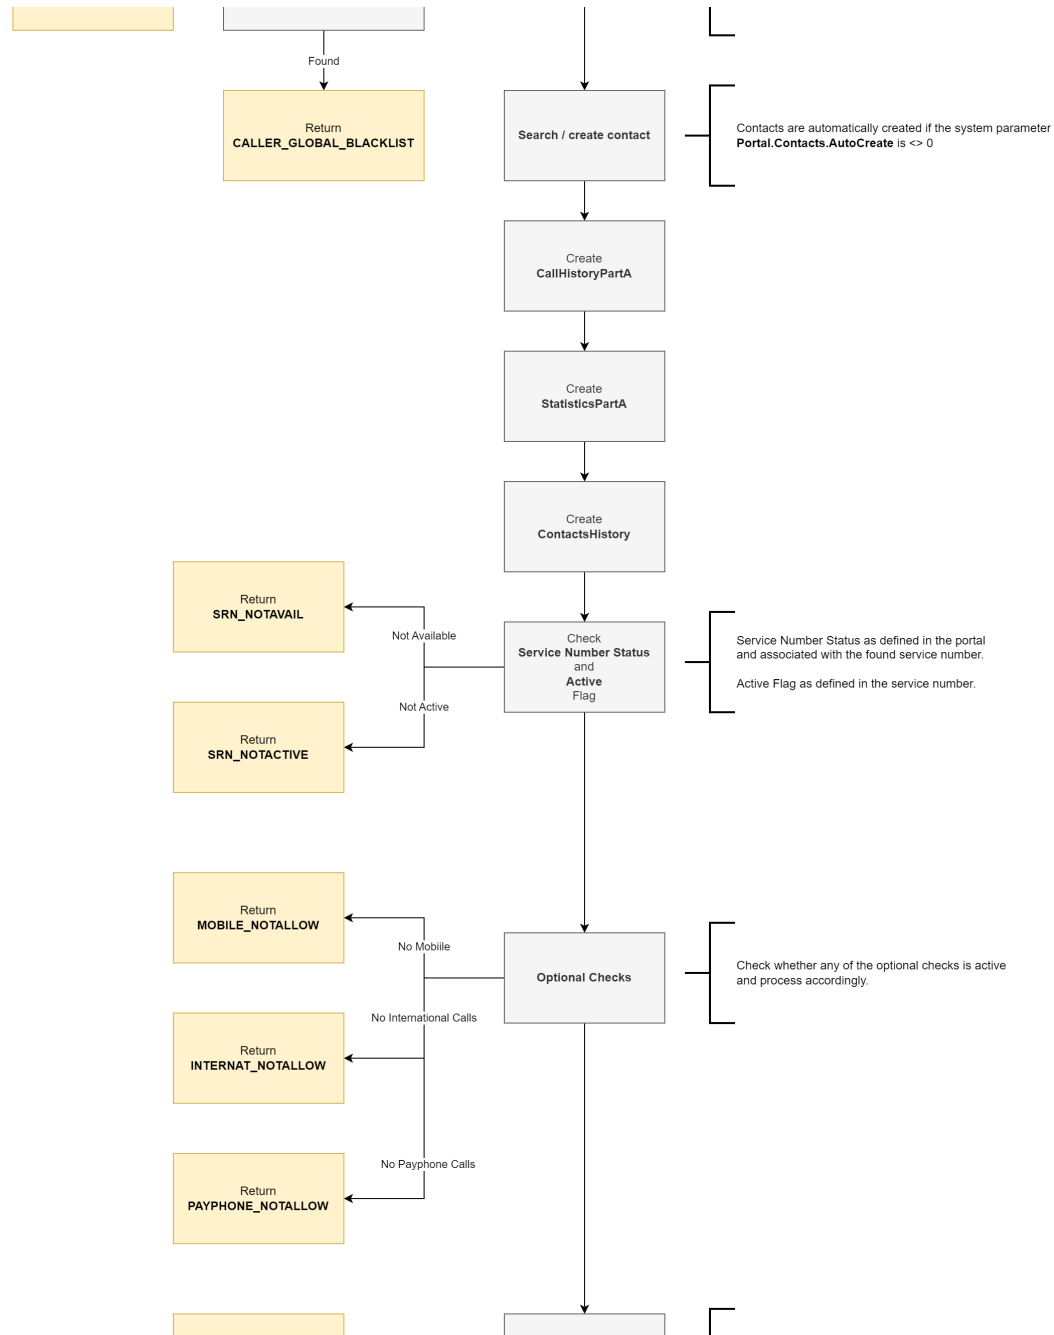 Found
Return
CALLER_GLOBAL_BLACKLIST
Search / create contact
Contacts are automatically created if the system parameter
Portal.Contacts.AutoCreate is <> 0
Create
CallHistoryPartA
Create
StatisticsPartA
Create
ContactsHistory
Return
SRN_NOTAVAIL
Not Available
Check
Service Number Status
and
Active
Flag
Service Number Status as defined in the portal
and associated with the found service number.
Active Flag as defined in the service number.
Not Active
Return
SRN_NOTACTIVE
Return
MOBILE_NOTALLOW
No Mobiile
Optional Checks
Check whether any of the optional checks is active
and process accordingly.
No International Calls
Return
INTERNAT_NOTALLOW
No Payphone Calls
Return
PAYPHONE_NOTALLOW